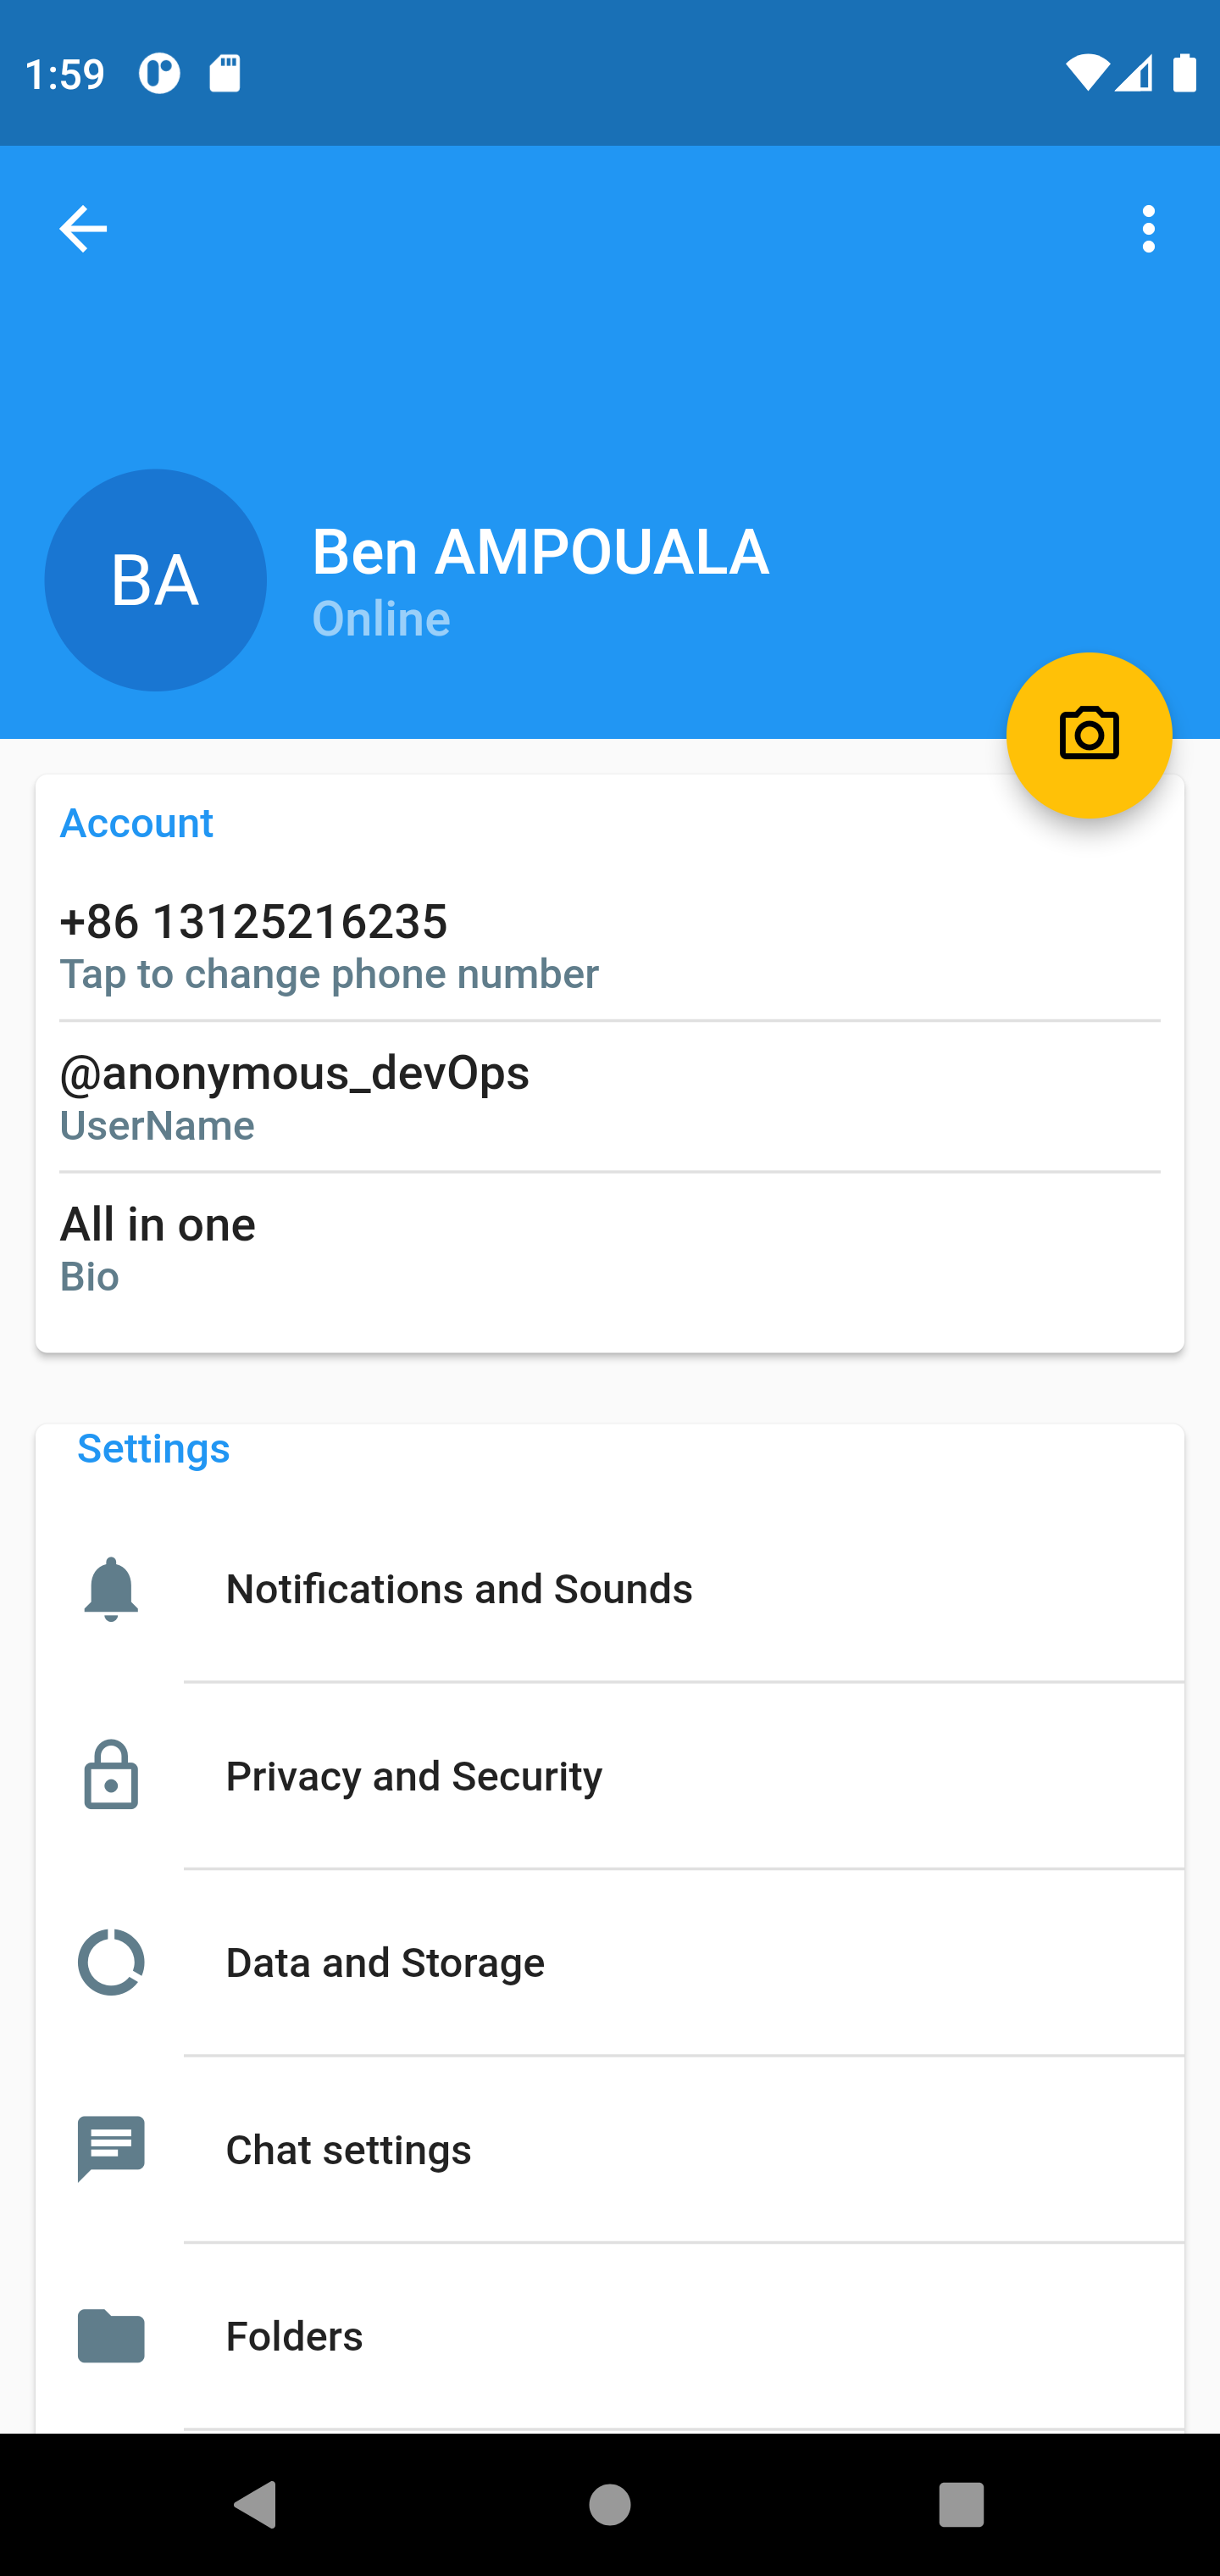 1:59
BA
Ben AMPOUALA
Online
Account
+86 13125216235
Tap to change phone number
@anonymous_devOps
UserName
All in one
Bio
Settings
Notifications and Sounds
Privacy and Security
Data and Storage
Chat settings
Folders